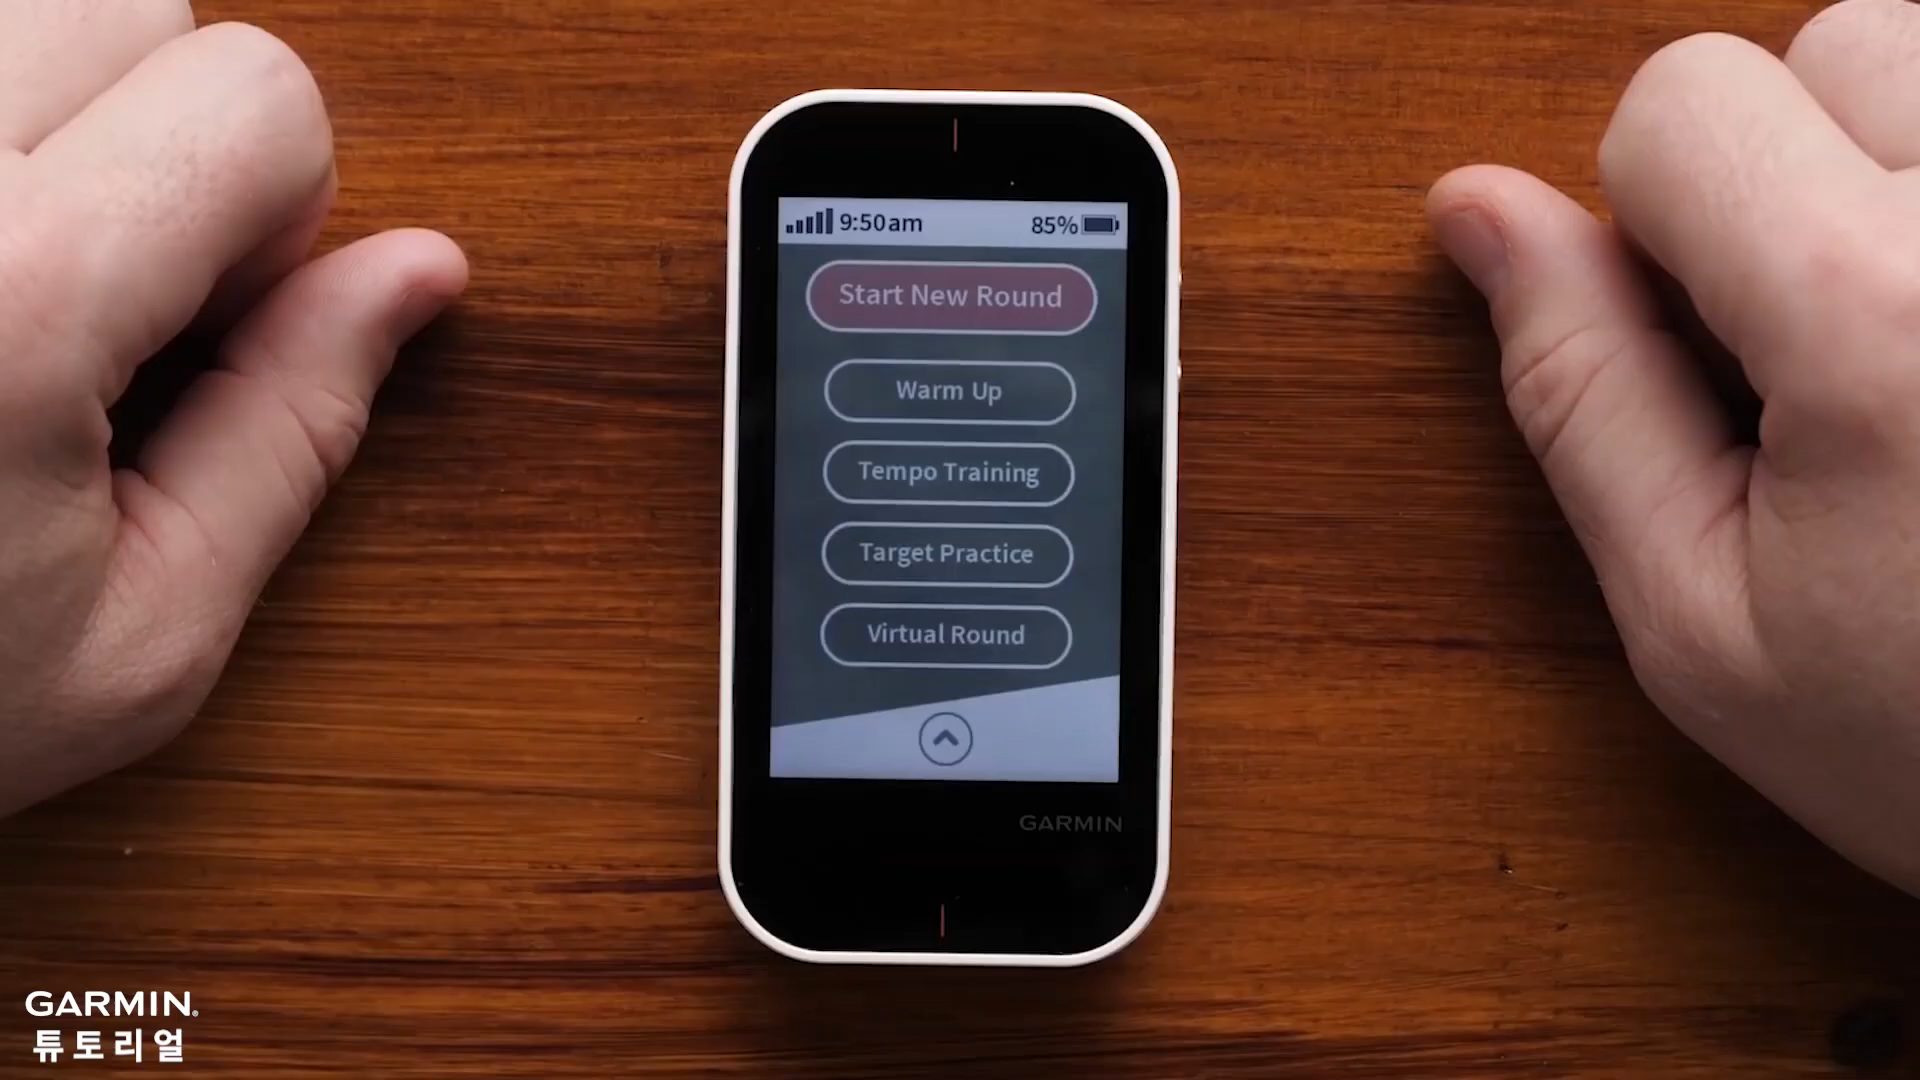 9:50am 85%
Start New Round
Warm Up
Tempo Training
Target Practice
Virtual Round
GARMIN
GARMIN®
튜토리얼